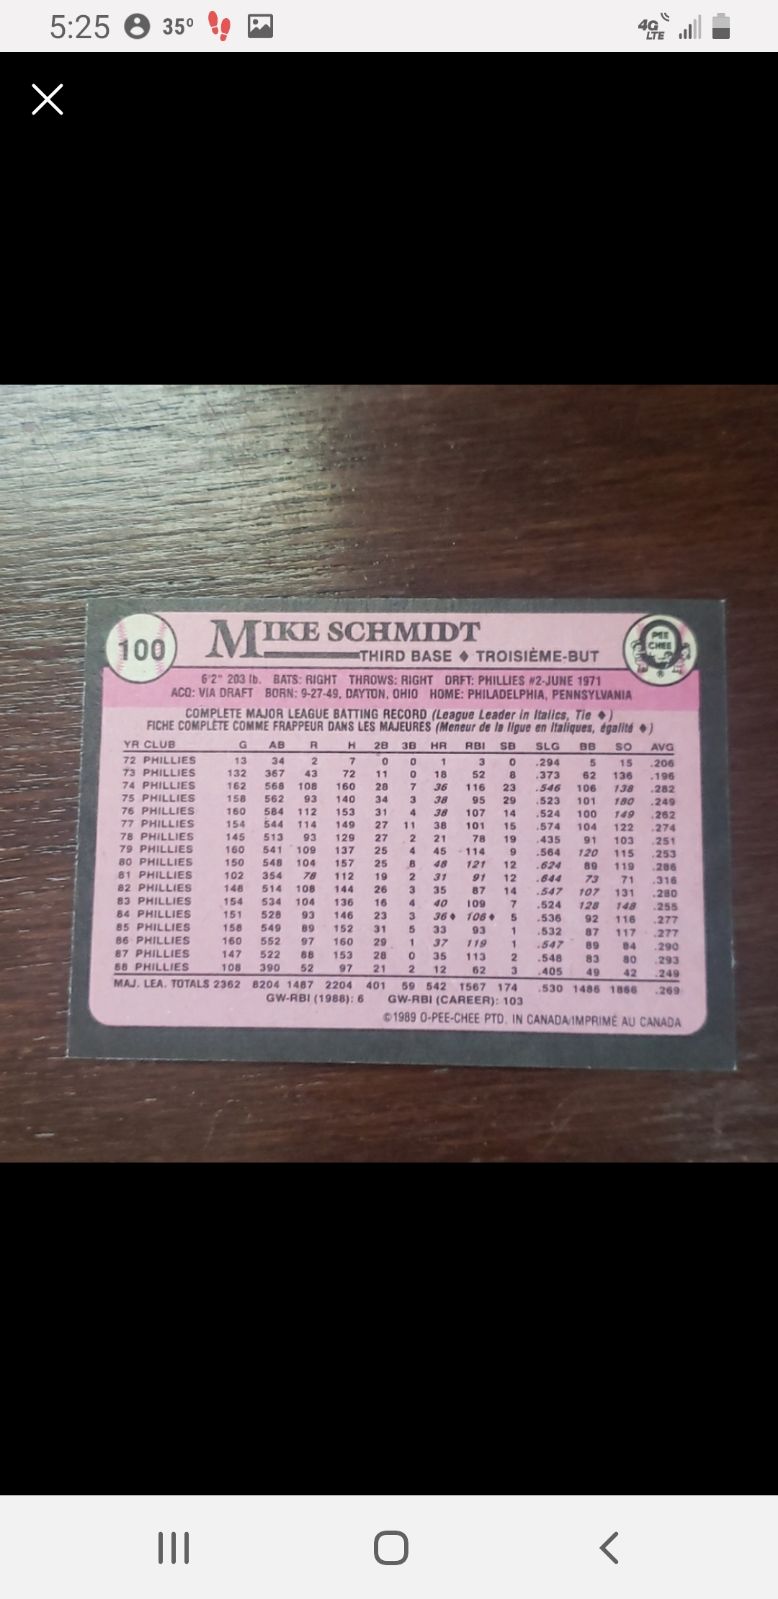 5:25 35° 4G LTE
100 MIKE SCHMIDT
THIRD BASE ♦ TROISIÈME-BUT
PEE CHEE
6'2" 203 lb. BATS: RIGHT THROWS: RIGHT DRFT: PHILLIES #2-JUNE 1971
ACQ: VIA DRAFT BORN: 9-27-49, DAYTON, OHIO HOME: PHILADELPHIA, PENNSYLVANIA
COMPLETE MAJOR LEAGUE BATTING RECORD (League Leader in Italics, Tie ♦)
FICHE COMPLÈTE COMME FRAPPEUR DANS LES MAJEURES (Meneur de la ligue en Italiques, égalité ♦)
YR CLUB G AB R H 2B 3B HR RBI SB SLG BB SO AVG
72 PHILLIES 13 34 2 7 0 0 1 3 0 .294 5 15 .206
73 PHILLIES 132 367 43 72 11 0 18 52 8 .373 62 136 .196
74 PHILLIES 162 568 108 160 28 7 36 116 23 .546 106 138 .282
75 PHILLIES 158 562 93 140 34 3 38 95 29 .523 101 180 .249
76 PHILLIES 160 584 112 153 31 4 38 107 14 .524 100 149 .262
77 PHILLIES 154 544 114 149 27 11 38 101 15 .574 104 122 .274
78 PHILLIES 145 513 93 129 27 2 21 78 19 .435 91 103 .251
79 PHILLIES 160 541 109 137 25 4 45 114 9 .564 120 115 .253
80 PHILLIES 150 548 104 157 25 8 48 121 12 .624 89 119 .286
81 PHILLIES 102 354 78 112 19 2 31 91 12 .644 73 71 .316
82 PHILLIES 148 514 108 144 26 3 35 87 14 .547 107 131 .280
83 PHILLIES 154 534 104 136 16 4 40 109 7 .524 128 148 .255
84 PHILLIES 151 528 93 146 23 3 36♦ 106♦ 5 .536 92 116 .277
85 PHILLIES 158 549 89 152 31 5 33 93 1 .532 87 117 .277
86 PHILLIES 160 552 97 160 29 1 37 119 1 .547 89 84 .290
87 PHILLIES 147 522 88 153 28 0 35 113 2 .548 83 80 .293
88 PHILLIES 108 390 52 97 21 2 12 62 3 .405 49 42 .249
MAJ. LEA. TOTALS 2362 8204 1487 2204 401 59 542 1567 174 .530 1486 1866 .269
GW-RBI (1988): 6 GW-RBI (CAREER): 103
©1989 O-PEE-CHEE PTD. IN CANADA/IMPRIMÉ AU CANADA